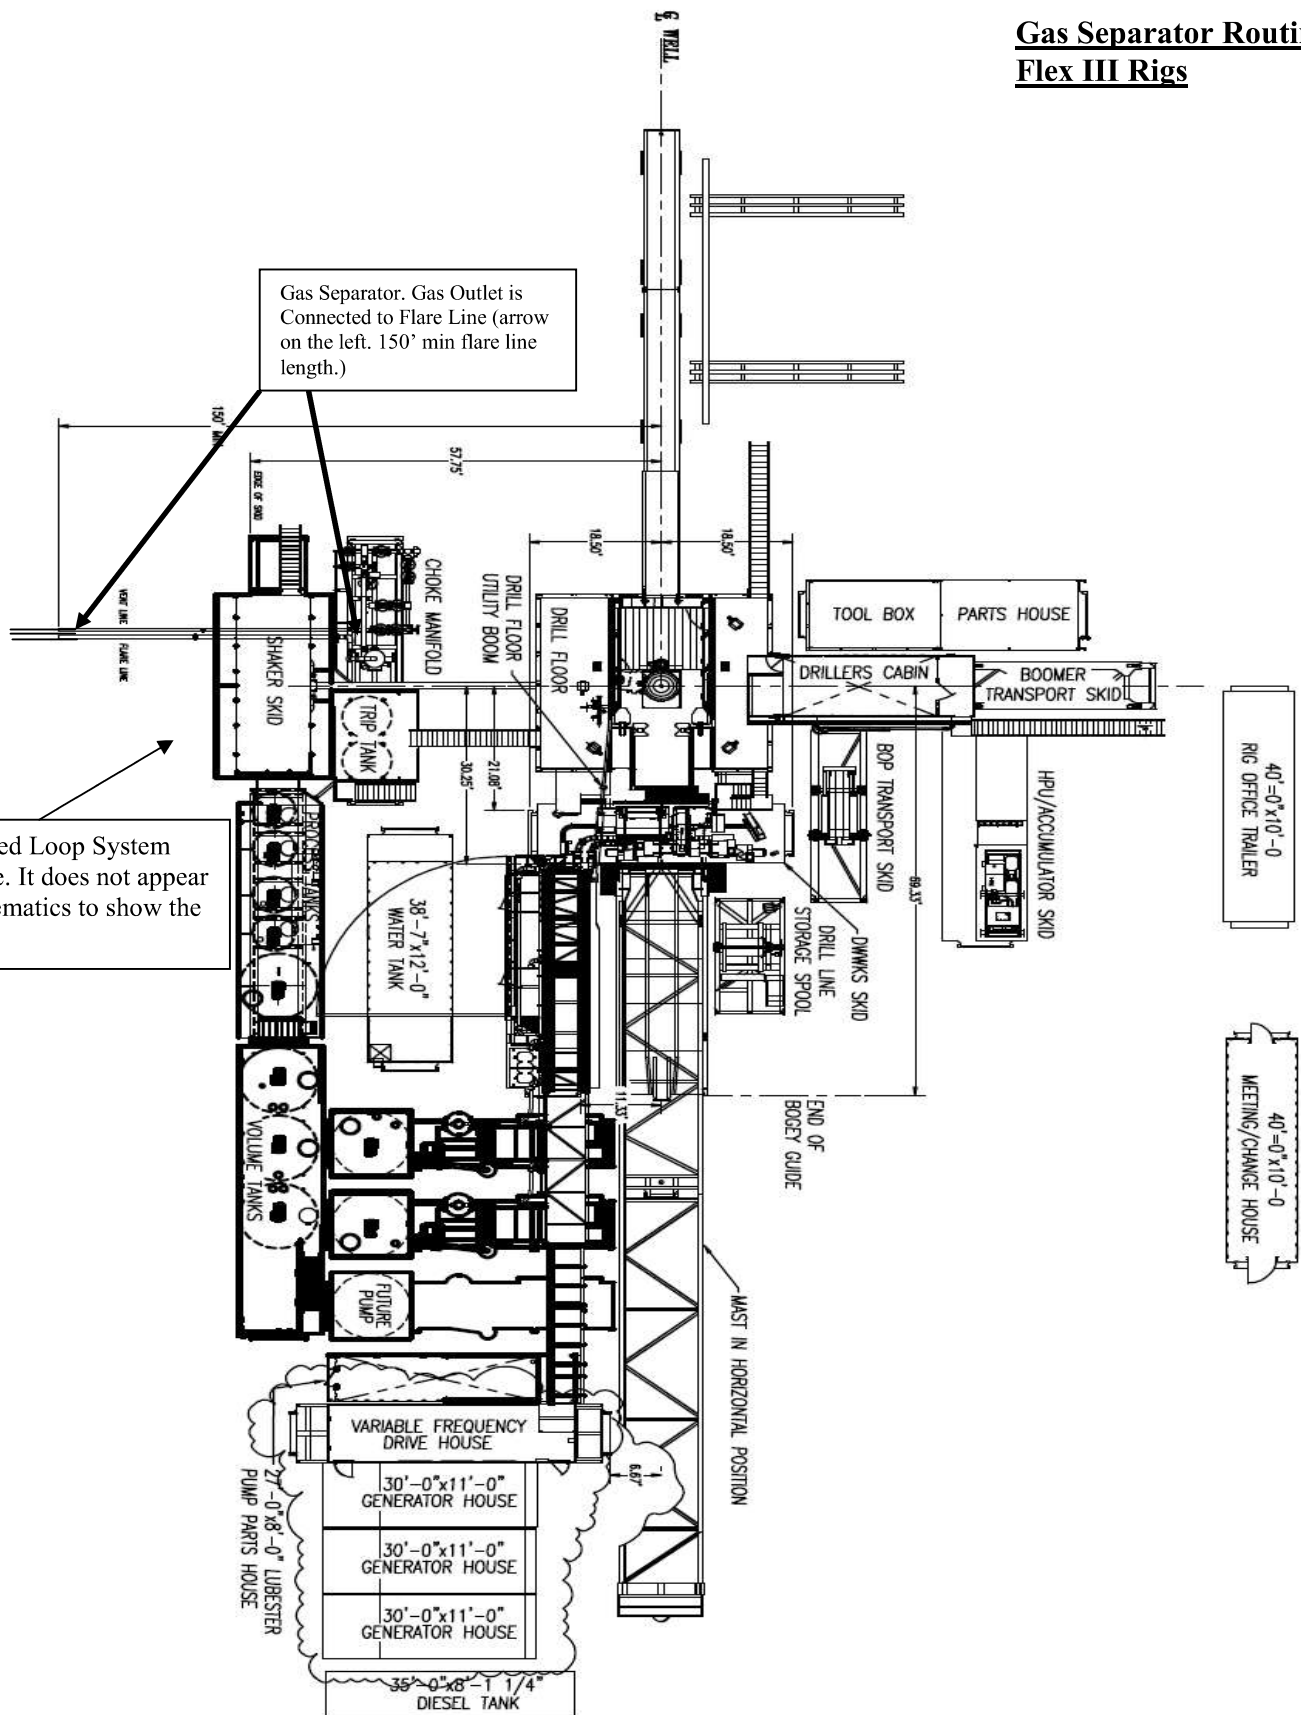 Gas Separator Routin
Flex III Rigs
℄ WELL
Gas Separator. Gas Outlet is
Connected to Flare Line (arrow
on the left. 150’ min flare line
length.)
150' MIN
57.75'
EDGE OF SKID
18.50'
18.50'
CHOKE MANIFOLD
DRILL FLOOR
UTILITY BOOM
DRILL FLOOR
VENT LINE
FLARE LINE
SHAKER SKID
TRIP TANK
30.25'
21.08'
TOOL BOX
PARTS HOUSE
DRILLERS CABIN
BOOMER
TRANSPORT SKID
BOP TRANSPORT SKID
HPU/ACCUMULATOR SKID
40'=0"x10'-0
RIG OFFICE TRAILER
69.33'
ed Loop System
e. It does not appear
ematics to show the
PROCESS TANKS
38'-7"x12'-0"
WATER TANK
DWWKS SKID
DRILL LINE
STORAGE SPOOL
11.33'
END OF
BOGEY GUIDE
40'=0"x10'-0
MEETING/CHANGE HOUSE
VOLUME TANKS
FUTURE
PUMP
MAST IN HORIZONTAL POSITION
VARIABLE FREQUENCY
DRIVE HOUSE
6.67'
27'-0"x8'-0" LUBESTER
PUMP PARTS HOUSE
30'-0"x11'-0"
GENERATOR HOUSE
30'-0"x11'-0"
GENERATOR HOUSE
30'-0"x11'-0"
GENERATOR HOUSE
35'-0"x8'-1 1/4"
DIESEL TANK